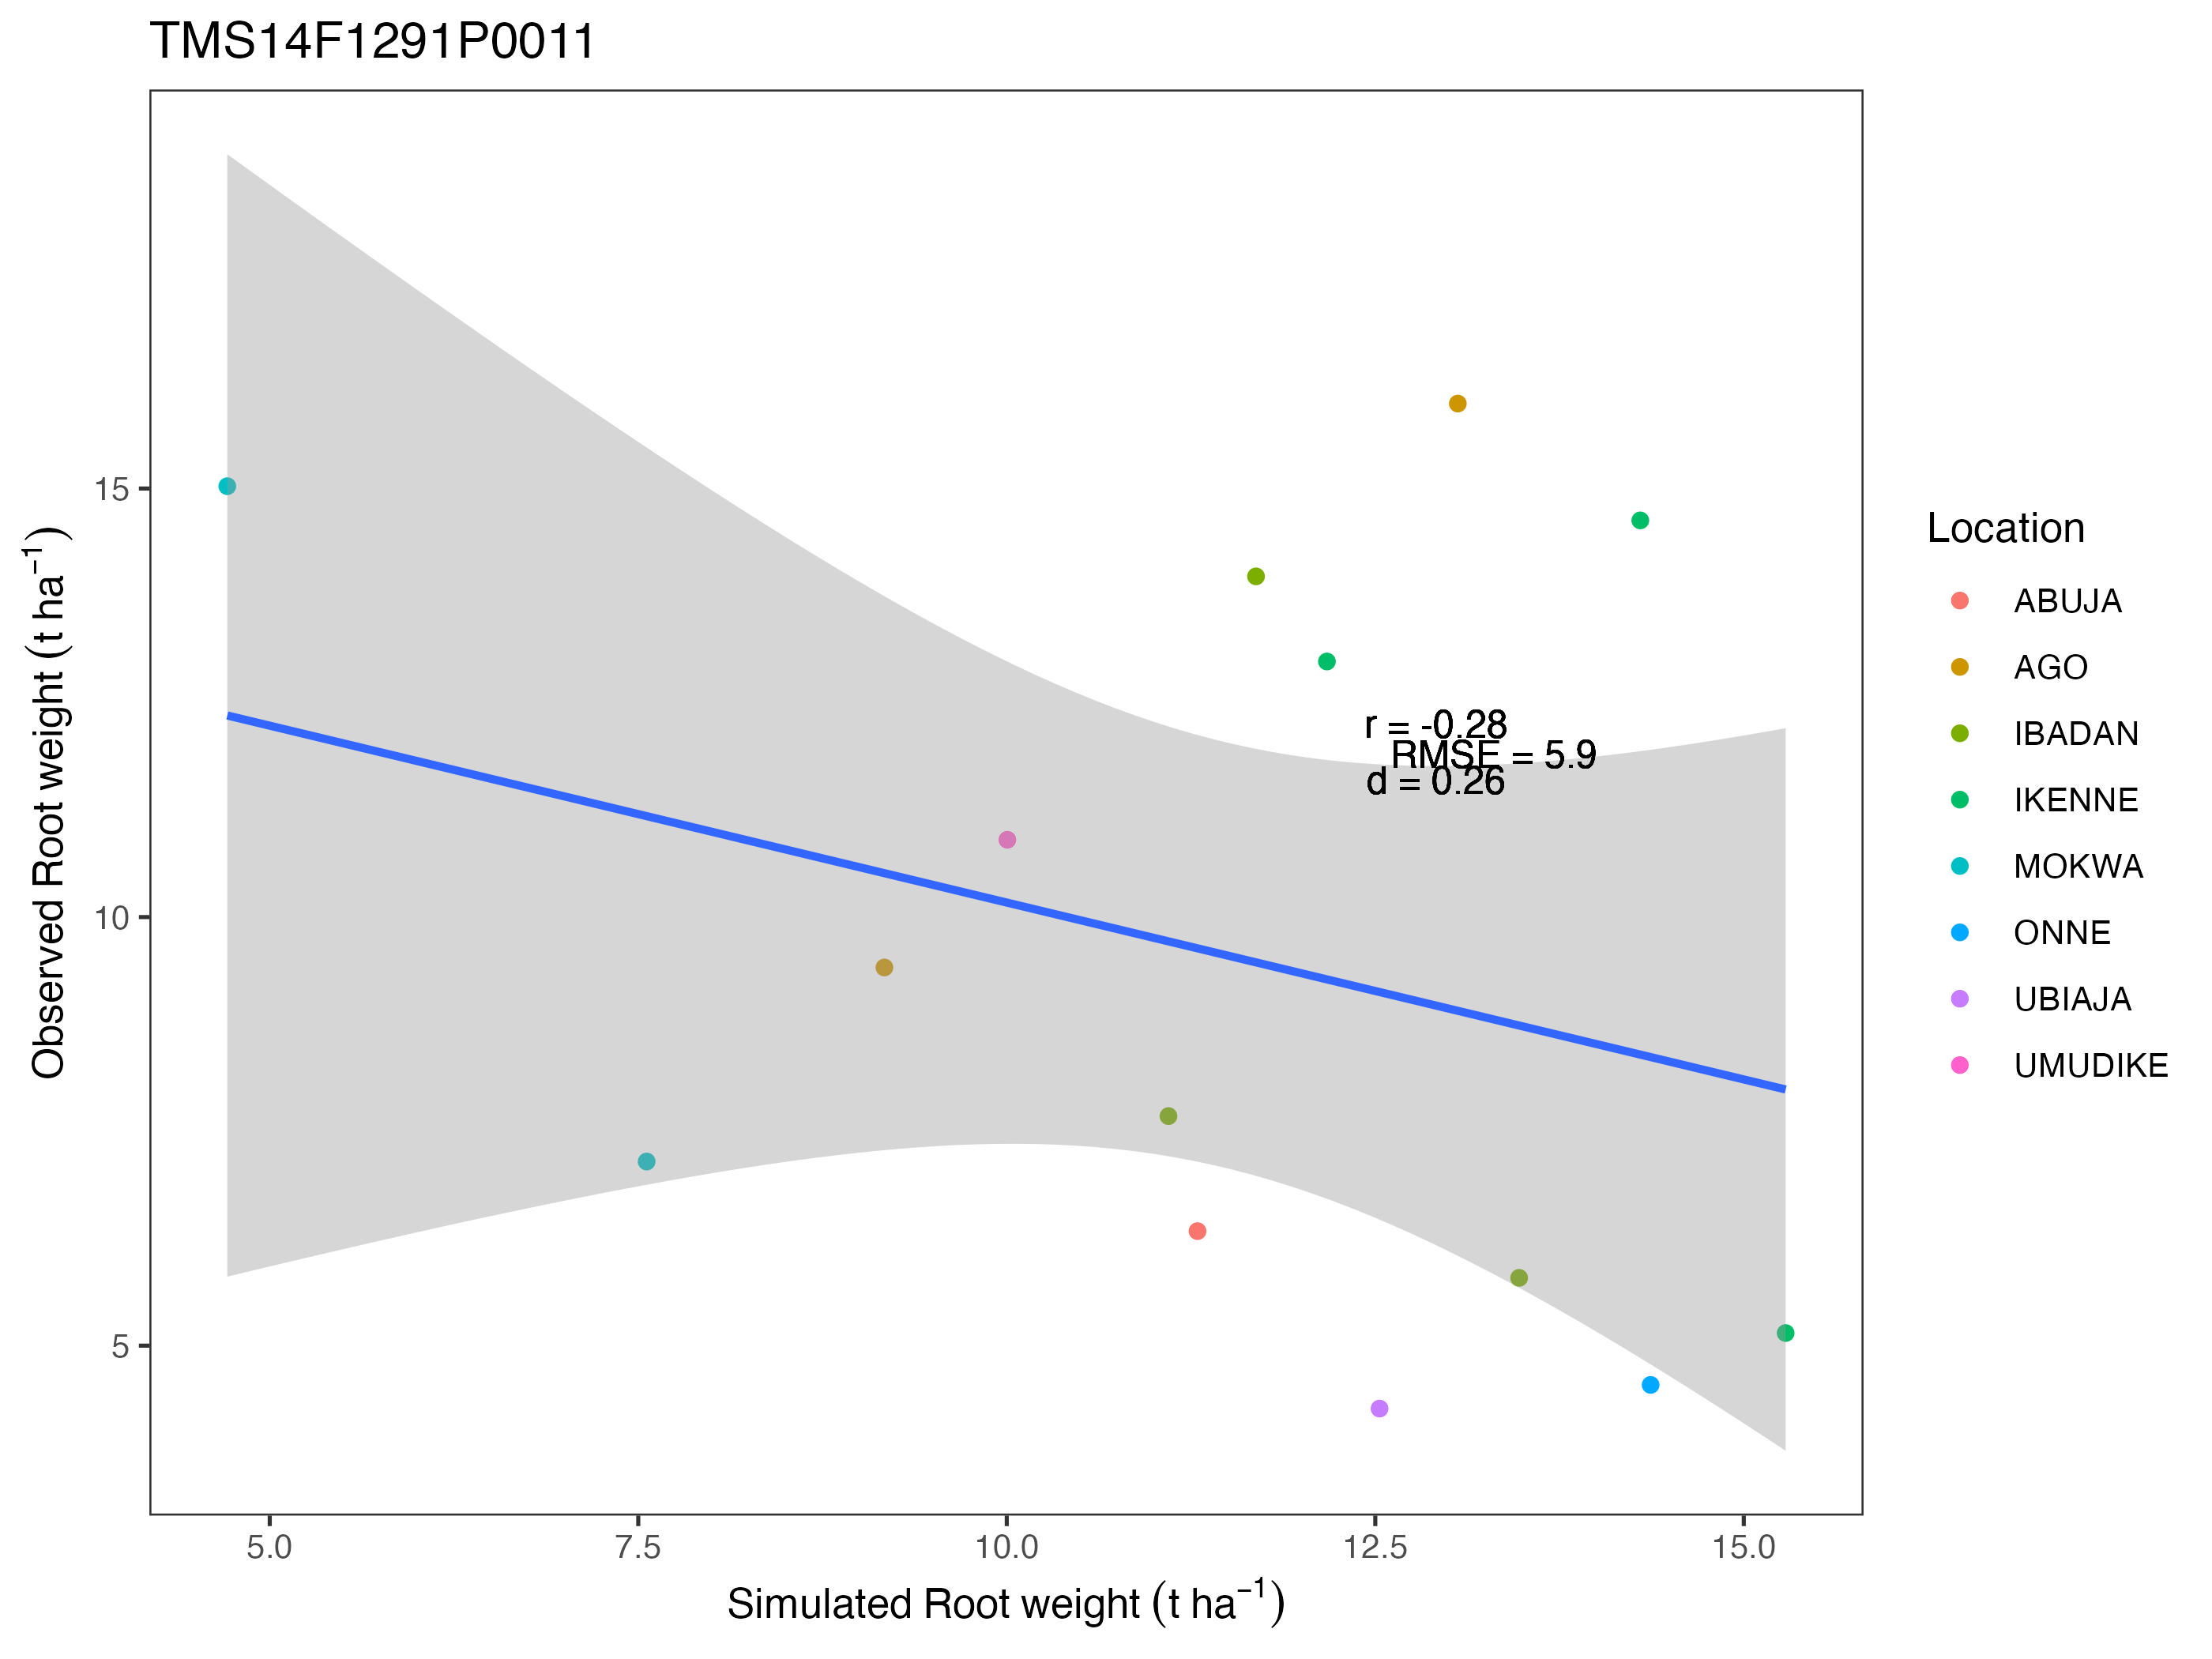 TMS14F1291P0011
Observed Root weight (t ha−1)
15
10
5
r = -0.28
RMSE = 5.9
d = 0.26
5.0
7.5
10.0
12.5
15.0
Simulated Root weight (t ha−1)
Location
ABUJA
AGO
IBADAN
IKENNE
MOKWA
ONNE
UBIAJA
UMUDIKE